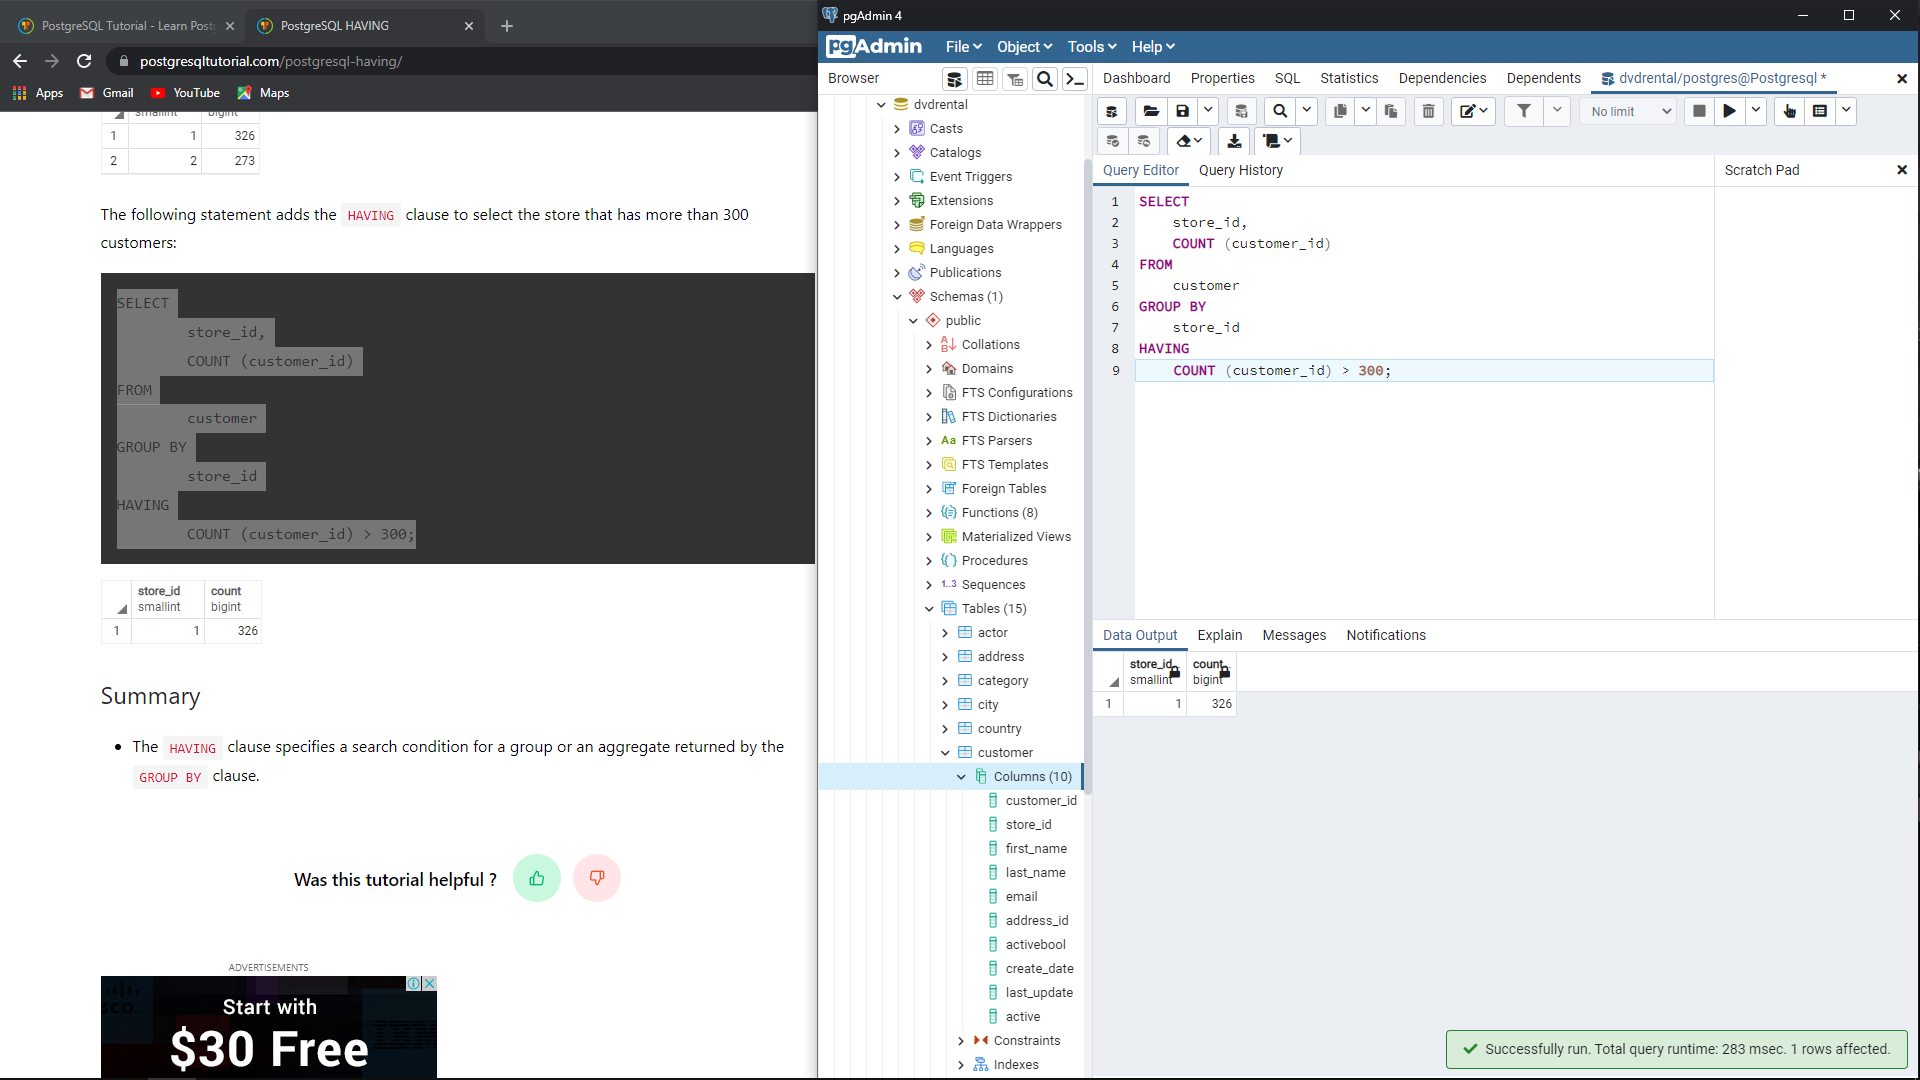 PostgreSQL Tutorial - Learn Post
PostgreSQL HAVING
postgresqltutorial.com/postgresql-having/
Apps
Gmail
YouTube
Maps
smallint
bigint
1 1 326
2 2 273
The following statement adds the HAVING clause to select the store that has more than 300
customers:
SELECT
store_id,
COUNT (customer_id)
FROM
customer
GROUP BY
store_id
HAVING
COUNT (customer_id) > 300;
store_id count
smallint bigint
1 1 326
Summary
The HAVING clause specifies a search condition for a group or an aggregate returned by the
GROUP BY clause.
Was this tutorial helpful ?
ADVERTISEMENTS
Start with
$30 Free
pgAdmin 4
pgAdmin
File Object Tools Help
Browser
dvdrental
Casts
Catalogs
Event Triggers
Extensions
Foreign Data Wrappers
Languages
Publications
Schemas (1)
public
Collations
Domains
FTS Configurations
FTS Dictionaries
FTS Parsers
FTS Templates
Foreign Tables
Functions (8)
Materialized Views
Procedures
Sequences
Tables (15)
actor
address
category
city
country
customer
Columns (10)
customer_id
store_id
first_name
last_name
email
address_id
activebool
create_date
last_update
active
Constraints
Indexes
Dashboard Properties SQL Statistics Dependencies Dependents dvdrental/postgres@Postgresql *
No limit
Query Editor Query History
Scratch Pad
1 SELECT
2 store_id,
3 COUNT (customer_id)
4 FROM
5 customer
6 GROUP BY
7 store_id
8 HAVING
9 COUNT (customer_id) > 300;
Data Output Explain Messages Notifications
store_id count
smallint bigint
1 1 326
Successfully run. Total query runtime: 283 msec. 1 rows affected.